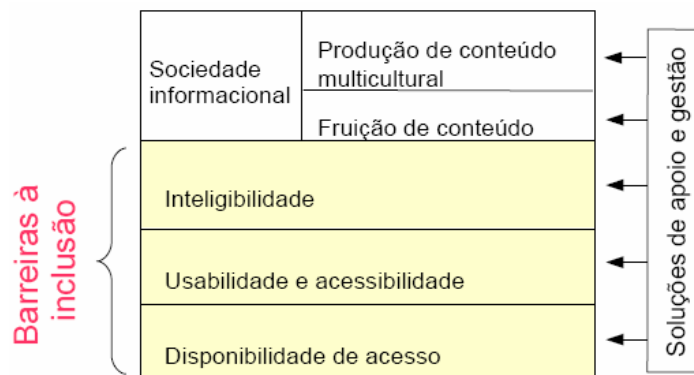 Sociedade
informacional
Produção de conteúdo
multicultural
Fruição de conteúdo
Inteligibilidade
Usabilidade e acessibilidade
Disponibilidade de acesso
Barreiras à
inclusão
Soluções de apoio e gestão